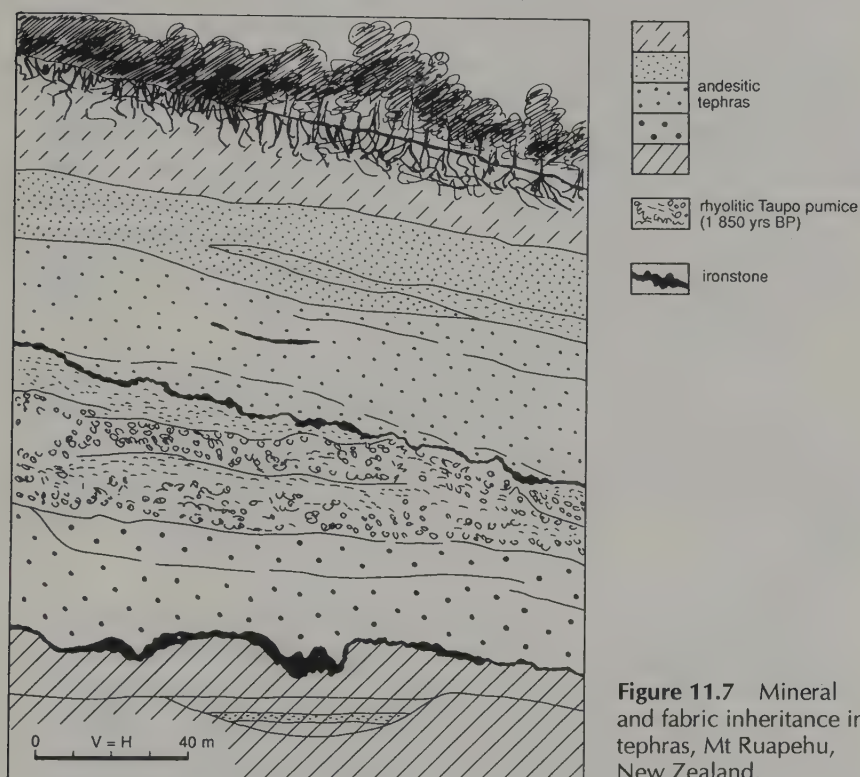 andesitic
tephras
rhyolitic Taupo pumice
(1 850 yrs BP)
ironstone
0 V = H 40 m
Figure 11.7 Mineral
and fabric inheritance in
tephras, Mt Ruapehu,
New Zealand